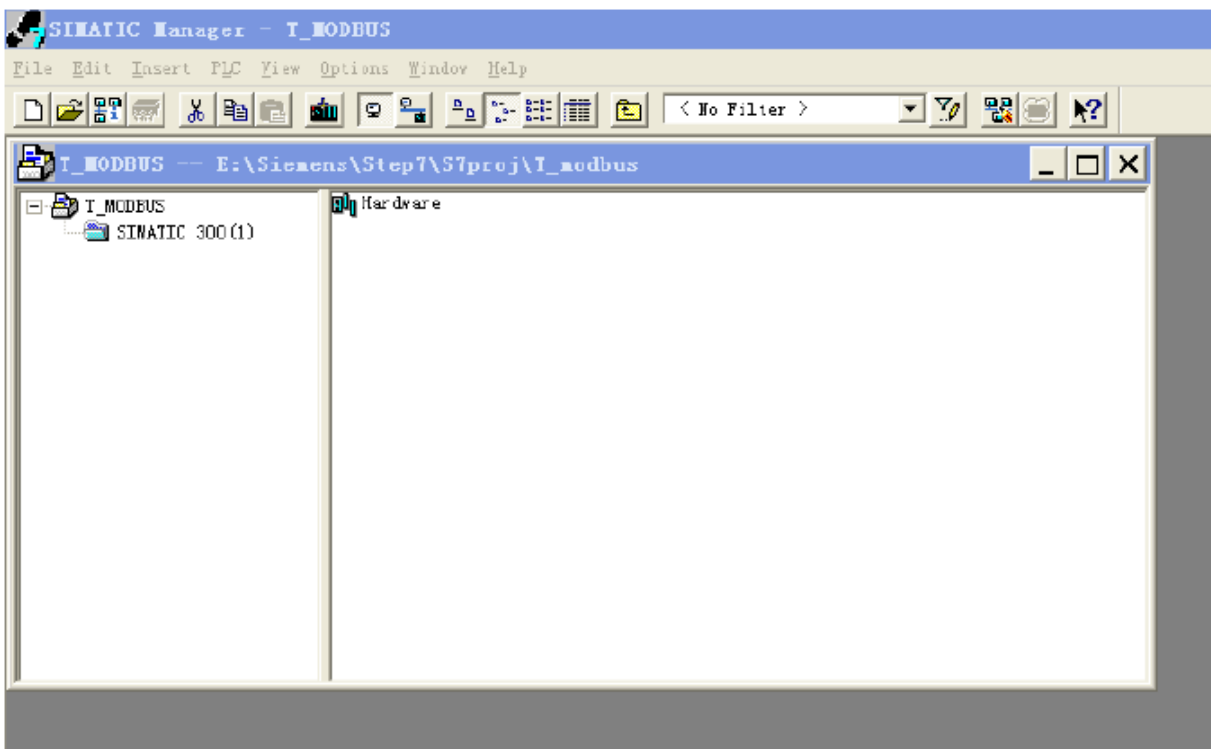 SIMATIC Manager - T_MODBUS
File Edit Insert PLC View Options Window Help
< No Filter >
T_MODBUS -- E:\Siemens\Step7\S7proj\T_modbus
T_MODBUS
SIMATIC 300(1)
Hardware